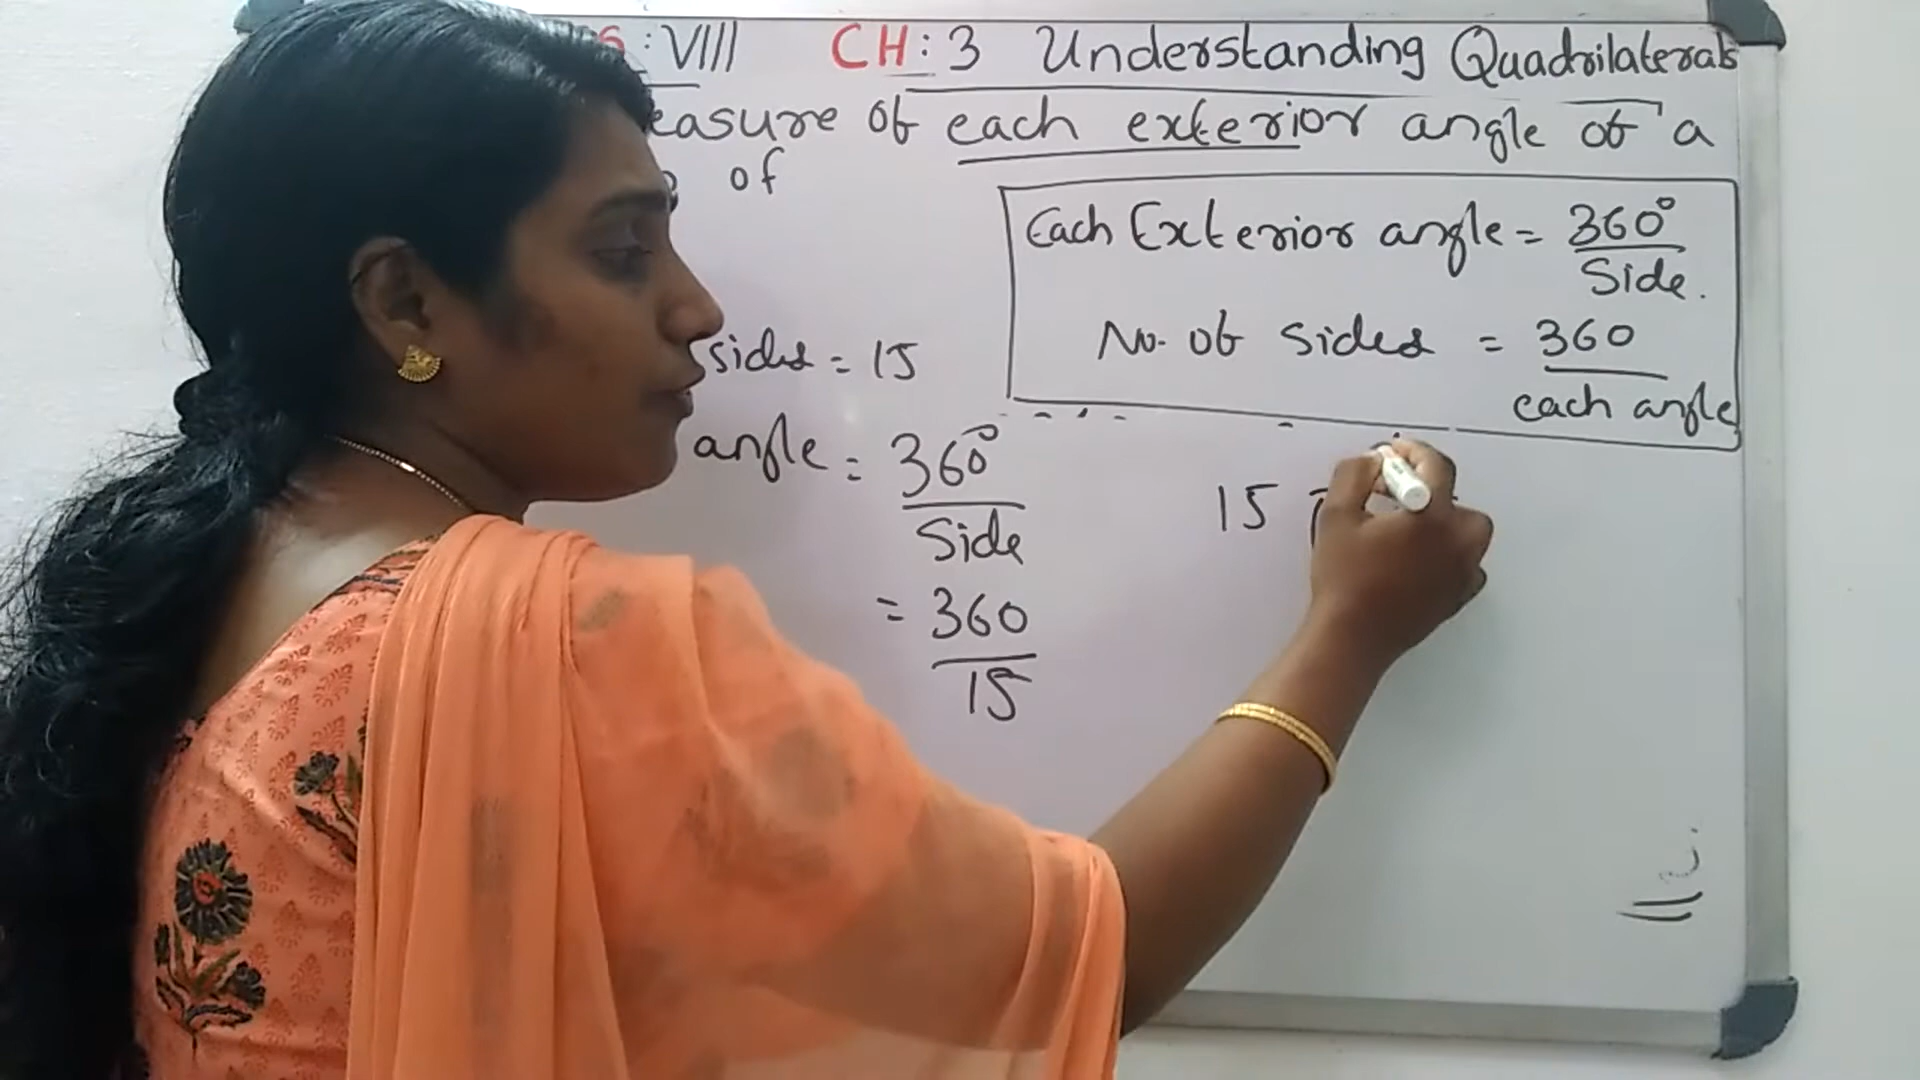 : VIII CH: 3 Understanding Quadrilaterals
easure of each exterior angle of a
of
Each Exterior angle = 360°
Side.
No. of sides = 360
each angle
sides = 15
angle = 360°
Side
= 360
15
15